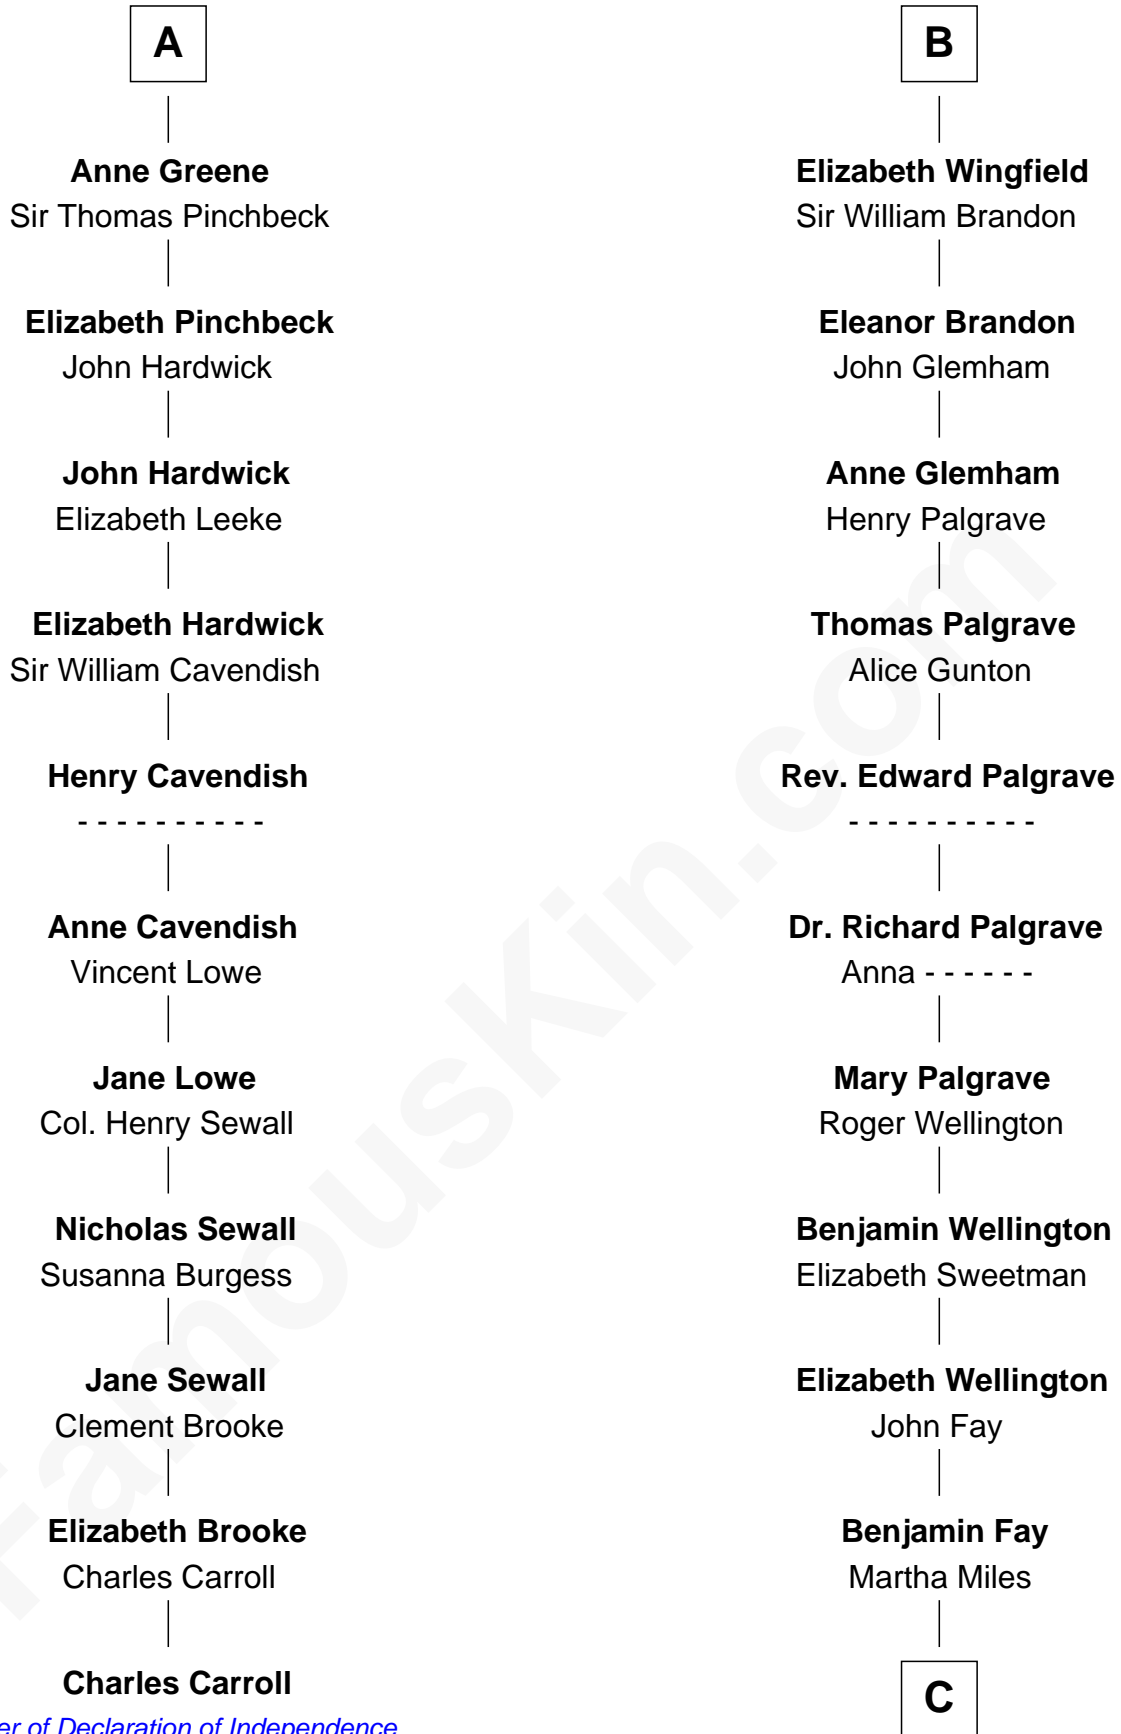 A
Anne Greene
Sir Thomas Pinchbeck
Elizabeth Pinchbeck
John Hardwick
John Hardwick
Elizabeth Leeke
Elizabeth Hardwick
Sir William Cavendish
Henry Cavendish
- - - - - - - - - -
Anne Cavendish
Vincent Lowe
Jane Lowe
Col. Henry Sewall
Nicholas Sewall
Susanna Burgess
Jane Sewall
Clement Brooke
Elizabeth Brooke
Charles Carroll
Charles Carroll
of Declaration of Independence
B
Elizabeth Wingfield
Sir William Brandon
Eleanor Brandon
John Glemham
Anne Glemham
Henry Palgrave
Thomas Palgrave
Alice Gunton
Rev. Edward Palgrave
- - - - - - - - - -
Dr. Richard Palgrave
Anna - - - - - -
Mary Palgrave
Roger Wellington
Benjamin Wellington
Elizabeth Sweetman
Elizabeth Wellington
John Fay
Benjamin Fay
Martha Miles
C
FamousKin.com